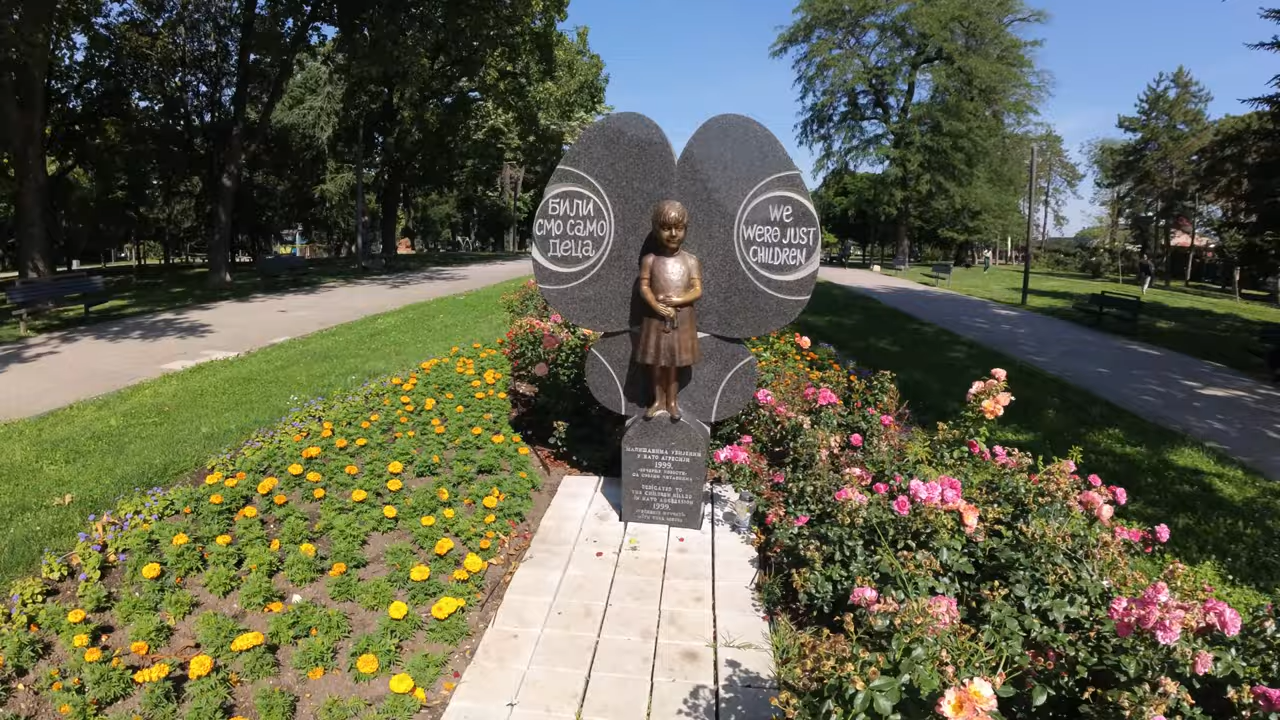 БИЛИ
СМО САМО
ДЕЦА
We
WeRe JUST
CHILDReN
МАЛИШАНИМА УБИЈЕНИМ
У НАТО АГРЕСИЈИ
1999.
DEDICATED TO
THE CHILDREN KILLED
IN NATO AGRESSION
1999.